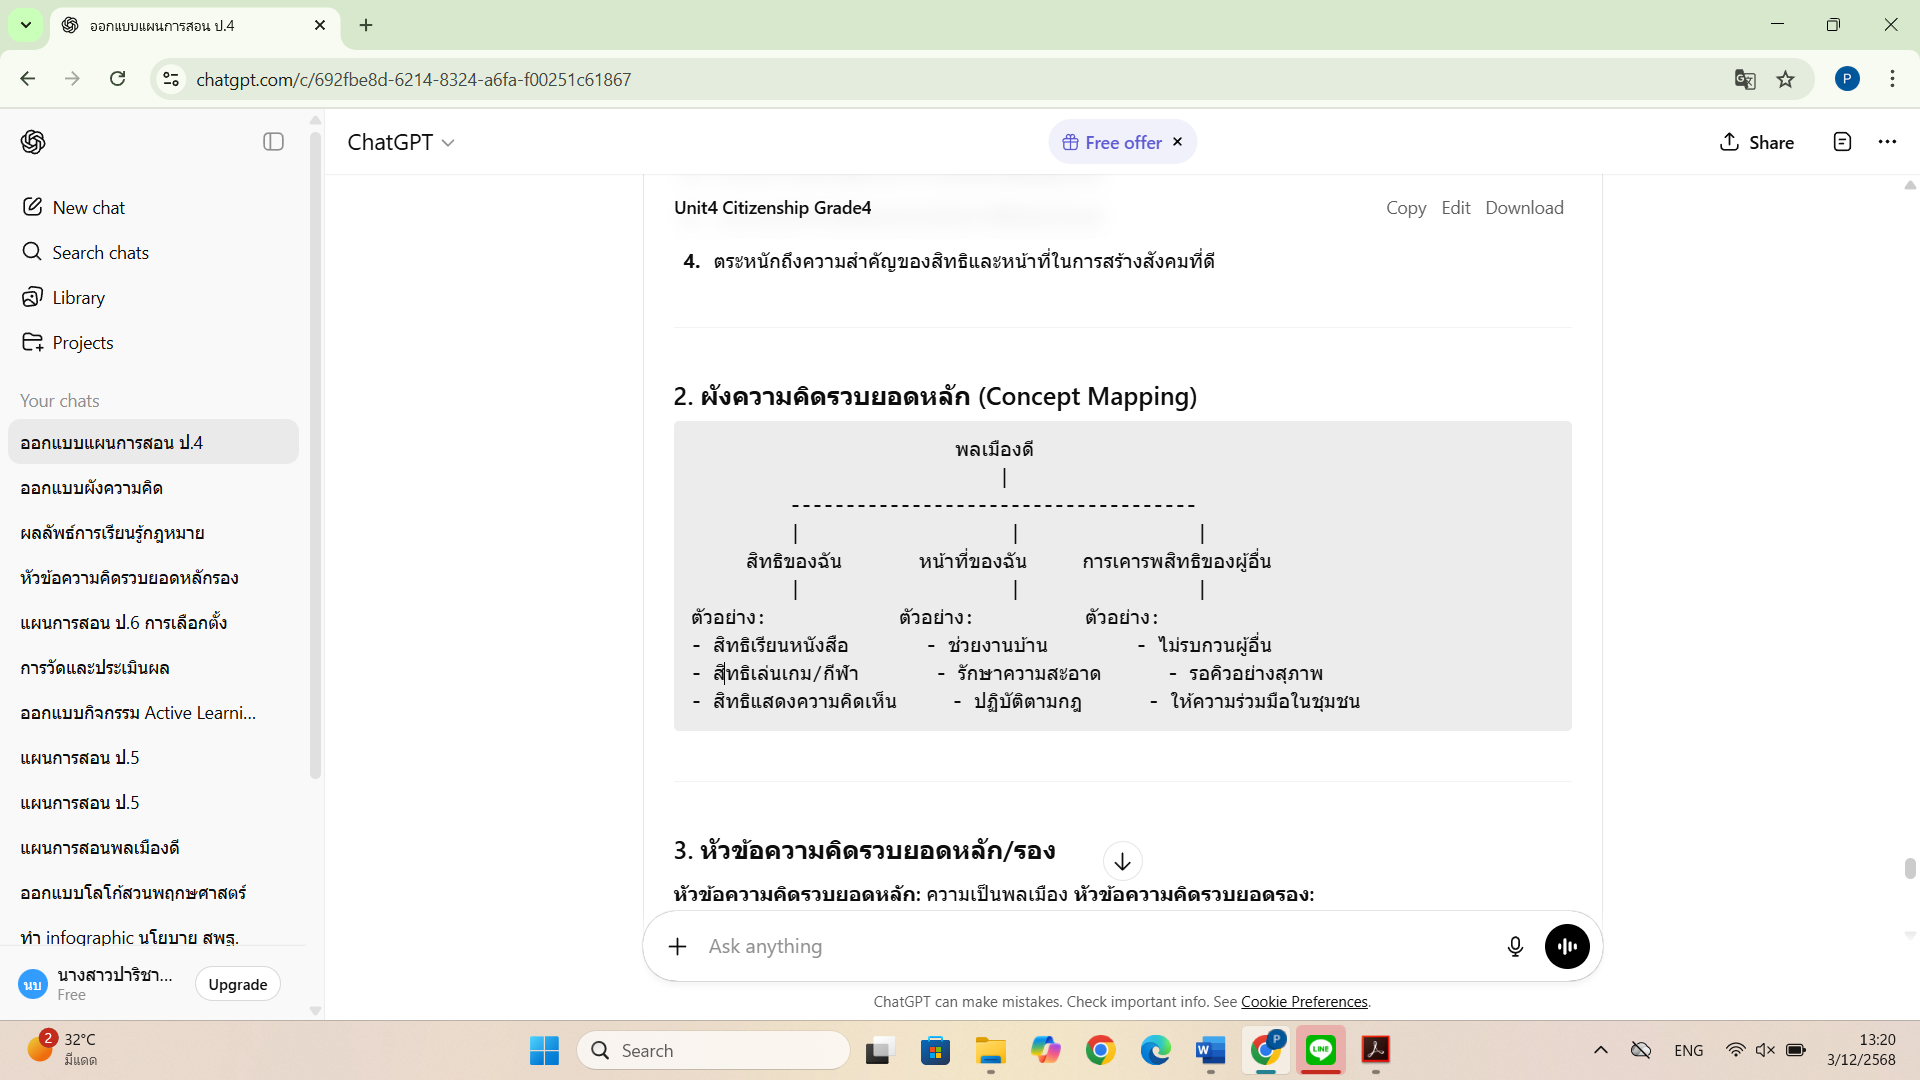 ออกแบบแผนการสอน ป.4
chatgpt.com/c/692fbe8d-6214-8324-a6fa-f00251c61867
P
ChatGPT
Free offer
Share
New chat
Search chats
Library
Projects
Your chats
ออกแบบแผนการสอน ป.4
ออกแบบผังความคิด
ผลลัพธ์การเรียนรู้กฎหมาย
หัวข้อความคิดรวบยอดหลักรอง
แผนการสอน ป.6 การเลือกตั้ง
การวัดและประเมินผล
ออกแบบกิจกรรม Active Learni...
แผนการสอน ป.5
แผนการสอน ป.5
แผนการสอนพลเมืองดี
ออกแบบโลโก้สวนพฤกษศาสตร์
ทำ infographic นโยบาย สพฐ.
นบ
นางสาวปาริชา...
Free
Upgrade
Unit4 Citizenship Grade4
Copy Edit Download
4. ตระหนักถึงความสำคัญของสิทธิและหน้าที่ในการสร้างสังคมที่ดี
2. ผังความคิดรวบยอดหลัก (Concept Mapping)
พลเมืองดี
|
-------------------------------------
| | |
สิทธิของฉัน หน้าที่ของฉัน การเคารพสิทธิของผู้อื่น
| | |
ตัวอย่าง: ตัวอย่าง: ตัวอย่าง:
- สิทธิเรียนหนังสือ - ช่วยงานบ้าน - ไม่รบกวนผู้อื่น
- สิทธิเล่นเกม/กีฬา - รักษาความสะอาด - รอคิวอย่างสุภาพ
- สิทธิแสดงความคิดเห็น - ปฏิบัติตามกฎ - ให้ความร่วมมือในชุมชน
3. หัวข้อความคิดรวบยอดหลัก/รอง
หัวข้อความคิดรวบยอดหลัก: ความเป็นพลเมือง หัวข้อความคิดรวบยอดรอง:
Ask anything
ChatGPT can make mistakes. Check important info. See Cookie Preferences.
2
32°C
มีแดด
Search
P
LINE
ENG
13:20
3/12/2568